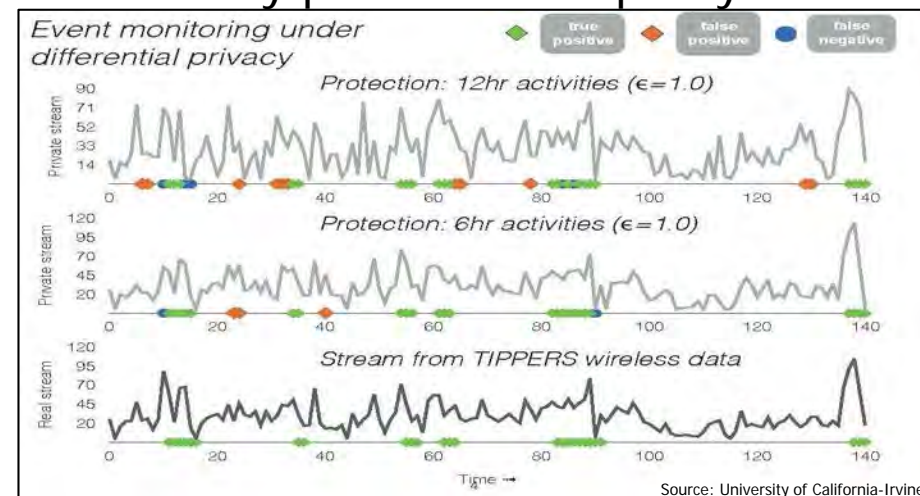 Event monitoring under
differential privacy
true
positive
false
positive
false
negative
Protection: 12hr activities (ϵ=1.0)
Private stream
90
71
52
33
14
0 20 40 60 80 100 120 140
Protection: 6hr activities (ϵ=1.0)
Private stream
120
95
70
45
20
0 20 40 60 80 100 120 140
Stream from TIPPERS wireless data
Real stream
120
95
70
45
20
0 20 40 60 80 100 120 140
Time →
Source: University of California-Irvine